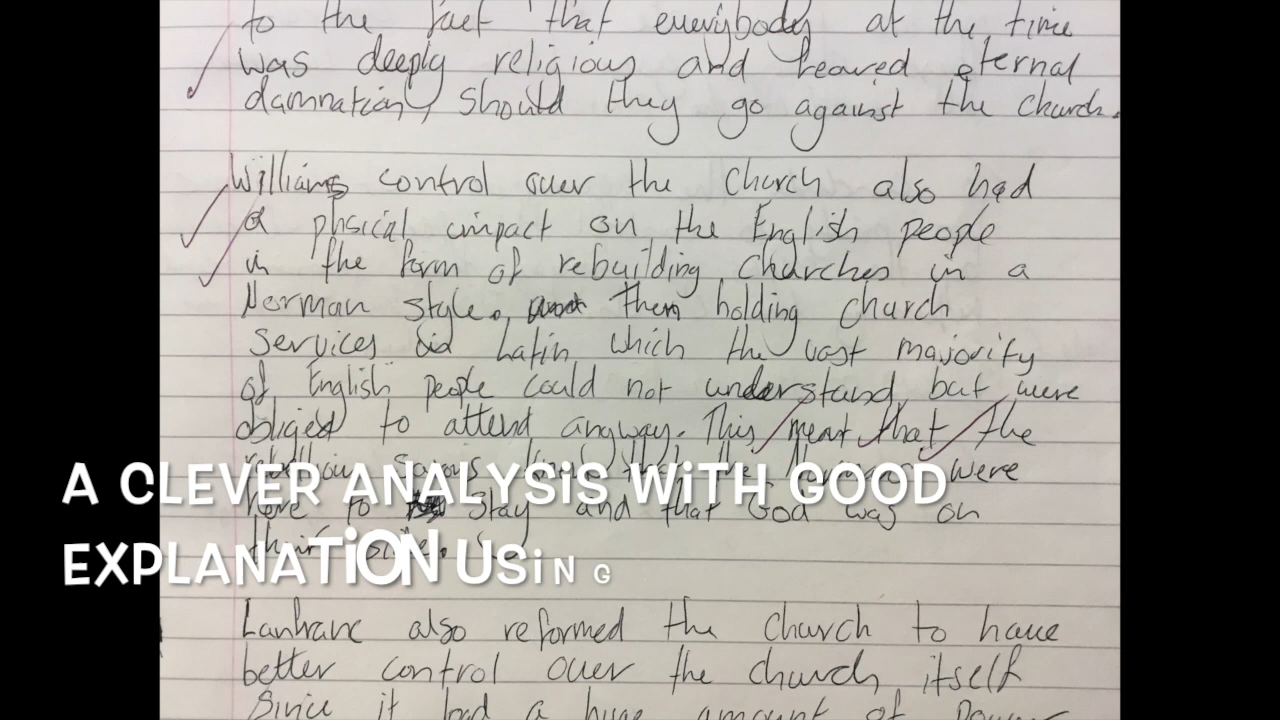 to the fact that everybody at the time
was deeply religious and feared eternal
damnation, should they go against the church.
Williams control over the church also had
a phsical impact on the English people
in the form of rebuilding churches in a
Norman style. Then holding church
services in Latin which the vast majority
of English people could not understand but were
obliged to attend anyway. This meant that the
were
A CLEVER ANALYSIS WITH GOOD
here to stay and that God was on
their side.
EXPLANATION USING
Lanfranc also reformed the church to have
better control over the church itself
Since it had a huge amount of power